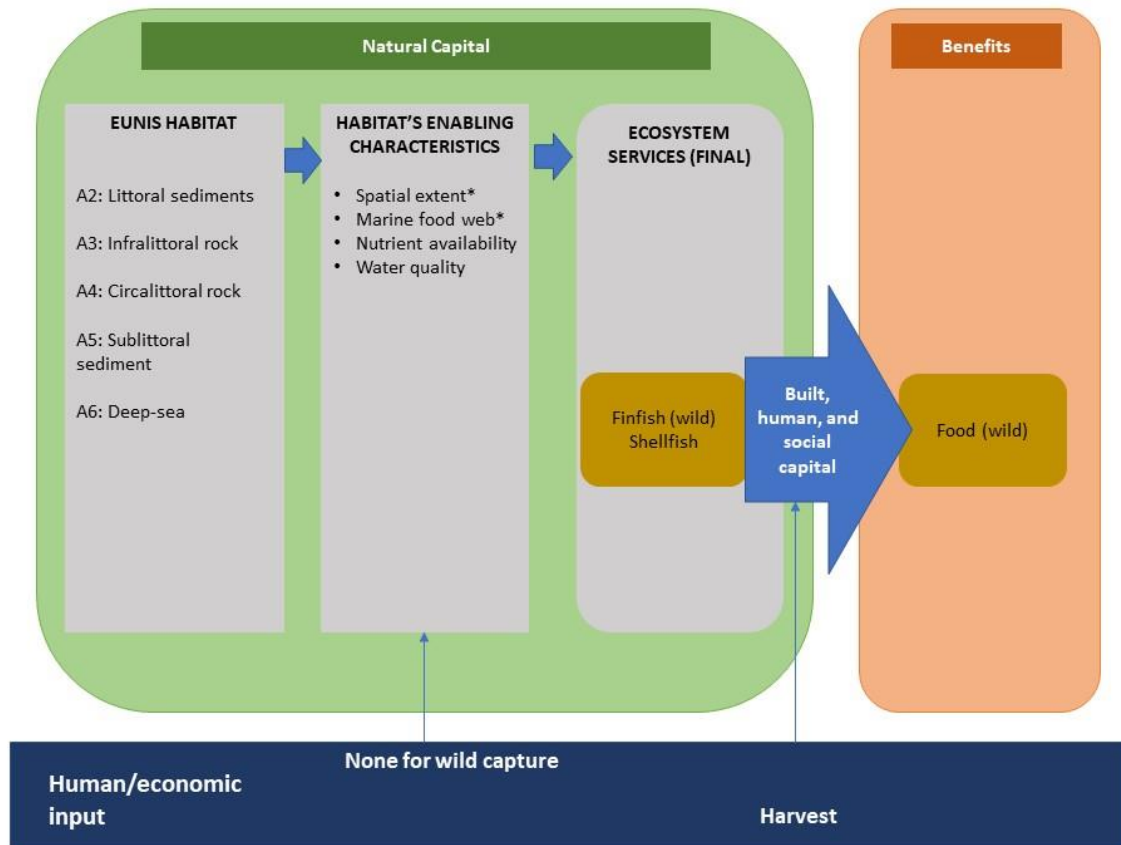 Natural Capital
Benefits
EUNIS HABITAT
A2: Littoral sediments
A3: Infralittoral rock
A4: Circalittoral rock
A5: Sublittoral
sediment
A6: Deep-sea
HABITAT'S ENABLING
CHARACTERISTICS
• Spatial extent*
• Marine food web*
• Nutrient availability
• Water quality
ECOSYSTEM
SERVICES (FINAL)
Finfish (wild)
Shellfish
Built,
human, and
social
capital
Food (wild)
None for wild capture
Human/economic
input
Harvest